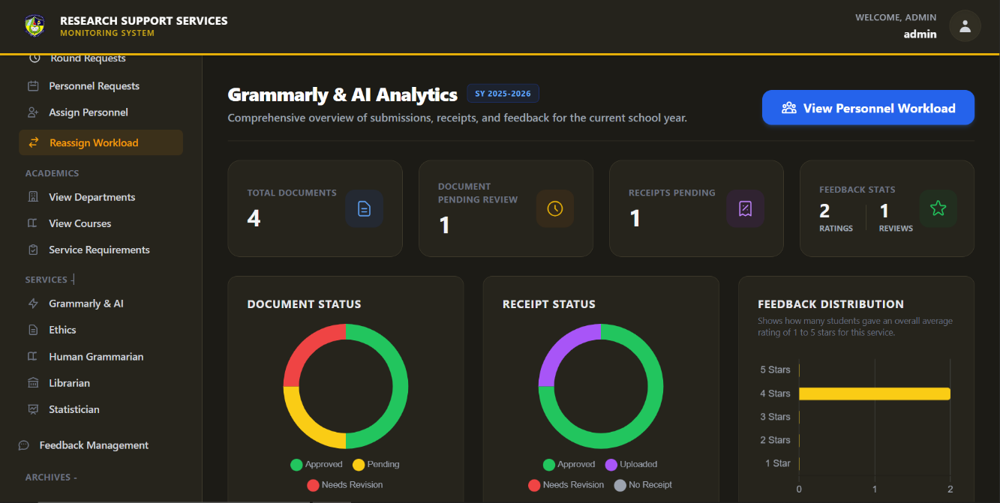 RESEARCH SUPPORT SERVICES
MONITORING SYSTEM
WELCOME, ADMIN
admin
Round Requests
Personnel Requests
Assign Personnel
Reassign Workload
ACADEMICS
View Departments
View Courses
Service Requirements
SERVICES -
Grammarly & AI
Ethics
Human Grammarian
Librarian
Statistician
Feedback Management
ARCHIVES -
Grammarly & AI Analytics
SY 2025-2026
Comprehensive overview of submissions, receipts, and feedback for the current school year.
View Personnel Workload
TOTAL DOCUMENTS
4
DOCUMENT
PENDING REVIEW
1
RECEIPTS PENDING
1
FEEDBACK STATS
2
RATINGS
1
REVIEWS
DOCUMENT STATUS
Approved
Pending
Needs Revision
RECEIPT STATUS
Approved
Uploaded
Needs Revision
No Receipt
FEEDBACK DISTRIBUTION
Shows how many students gave an overall average
rating of 1 to 5 stars for this service.
5 Stars
4 Stars
3 Stars
2 Stars
1 Star
0 1 2